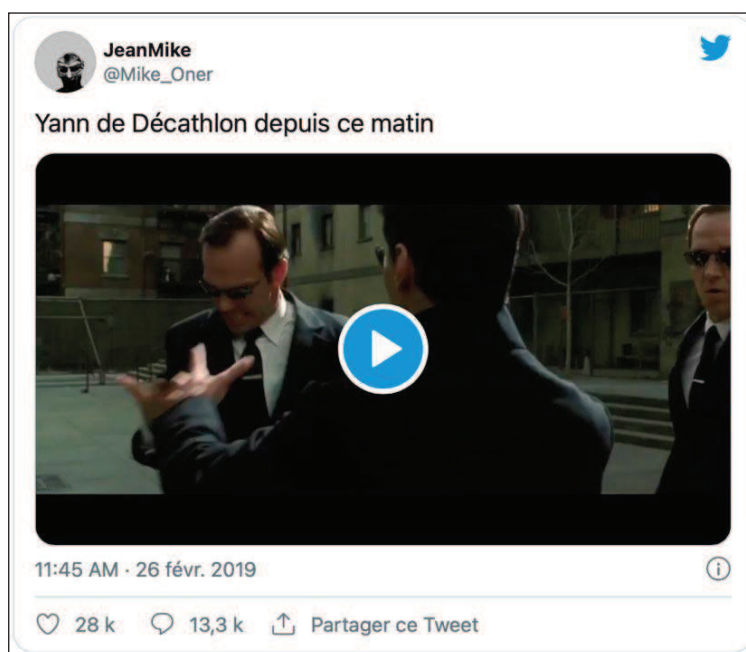 JeanMike
@Mike_Oner
Yann de Décathlon depuis ce matin
11:45 AM · 26 févr. 2019
28 k 13,3 k Partager ce Tweet